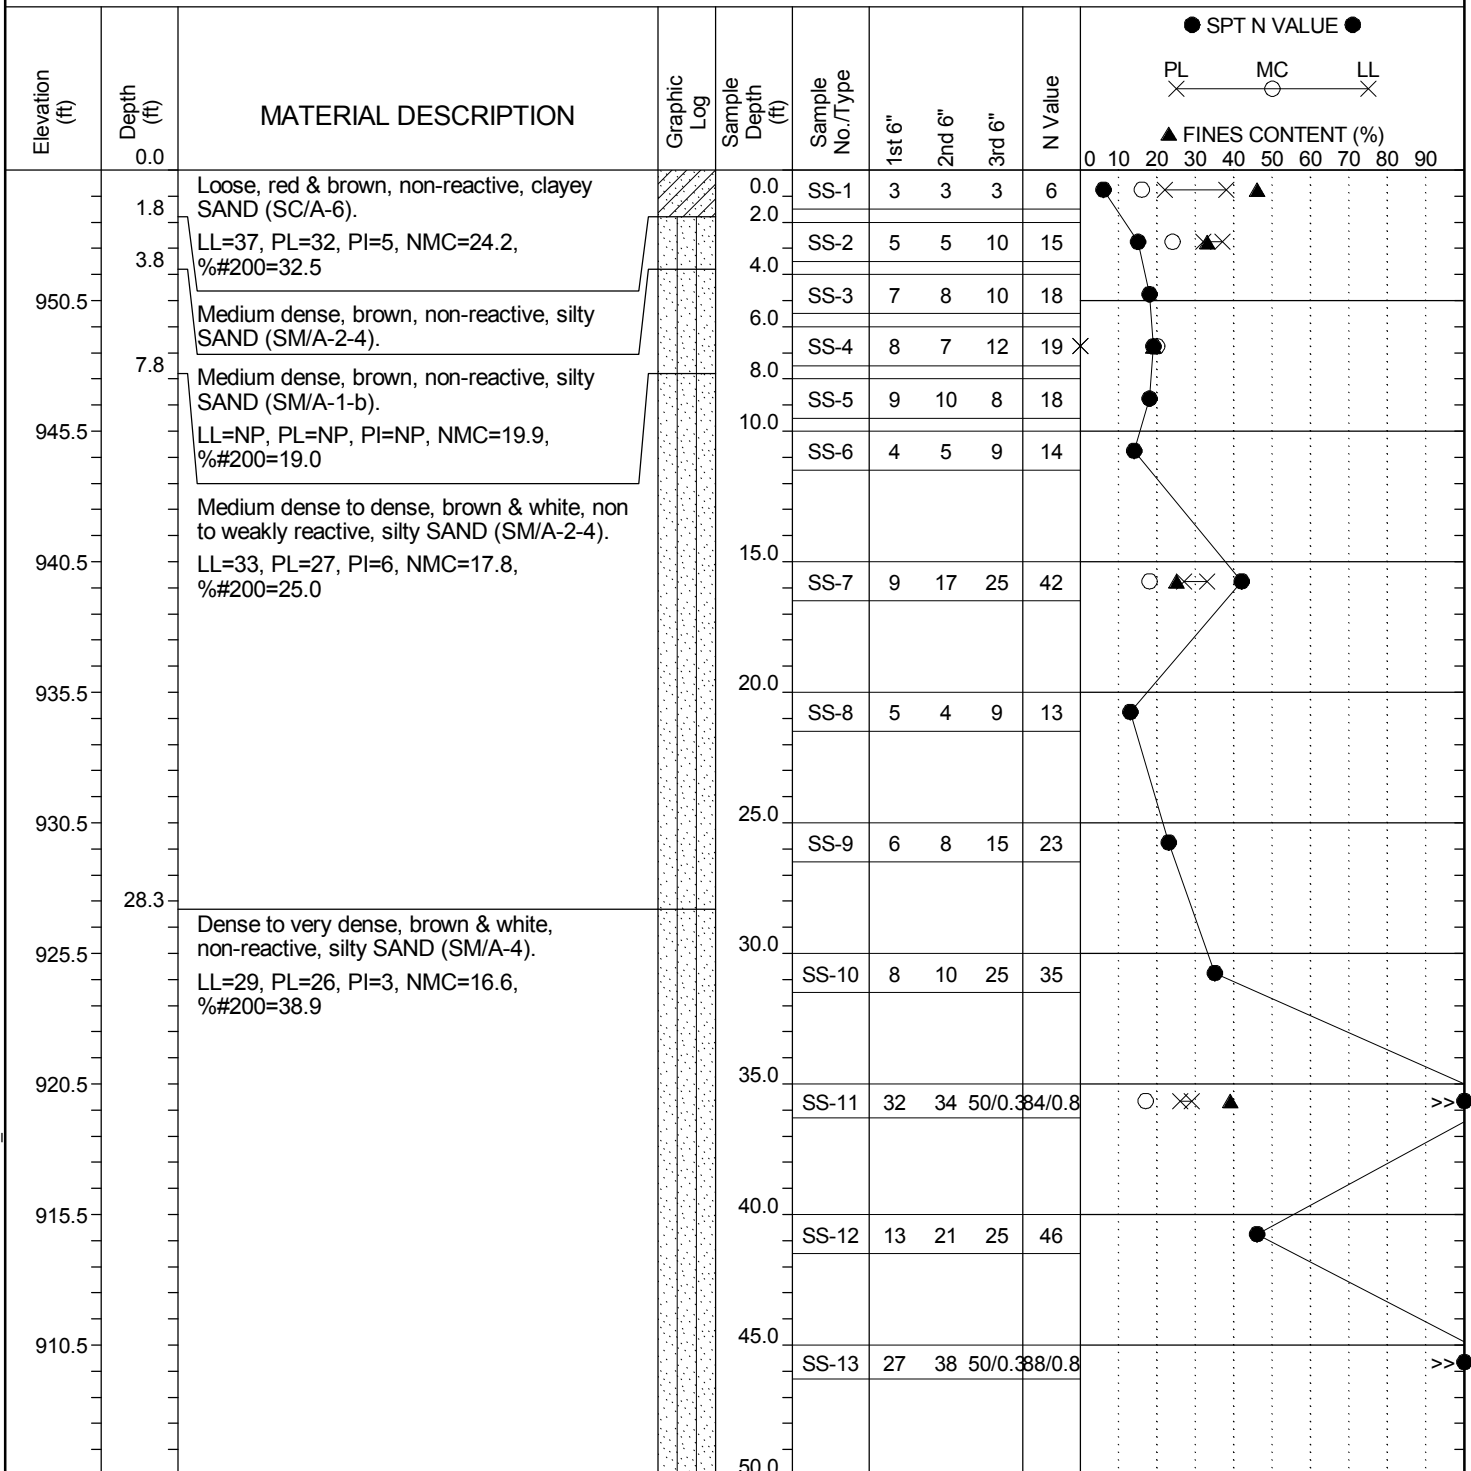 ● SPT N VALUE ●
PL MC LL
▲ FINES CONTENT (%)
0 10 20 30 40 50 60 70 80 90
Elevation (ft)
Depth (ft)
0.0
MATERIAL DESCRIPTION
Graphic Log
Sample Depth (ft)
Sample No./Type
1st 6"
2nd 6"
3rd 6"
N Value
Loose, red & brown, non-reactive, clayey
SAND (SC/A-6).
0.0 SS-1 3 3 3 6
1.8
2.0
LL=37, PL=32, PI=5, NMC=24.2,
%#200=32.5
SS-2 5 5 10 15
3.8
4.0
950.5
Medium dense, brown, non-reactive, silty
SAND (SM/A-2-4).
SS-3 7 8 10 18
6.0
SS-4 8 7 12 19
7.8
8.0
Medium dense, brown, non-reactive, silty
SAND (SM/A-1-b).
SS-5 9 10 8 18
10.0
945.5
LL=NP, PL=NP, PI=NP, NMC=19.9,
%#200=19.0
SS-6 4 5 9 14
Medium dense to dense, brown & white, non
to weakly reactive, silty SAND (SM/A-2-4).
15.0
940.5
LL=33, PL=27, PI=6, NMC=17.8,
%#200=25.0
SS-7 9 17 25 42
20.0
935.5
SS-8 5 4 9 13
25.0
930.5
SS-9 6 8 15 23
28.3
Dense to very dense, brown & white,
non-reactive, silty SAND (SM/A-4).
30.0
925.5
LL=29, PL=26, PI=3, NMC=16.6,
%#200=38.9
SS-10 8 10 25 35
35.0
920.5
SS-11 32 34 50/0.3 84/0.8 >>
40.0
915.5
SS-12 13 21 25 46
45.0
910.5
SS-13 27 38 50/0.3 88/0.8 >>
50.0